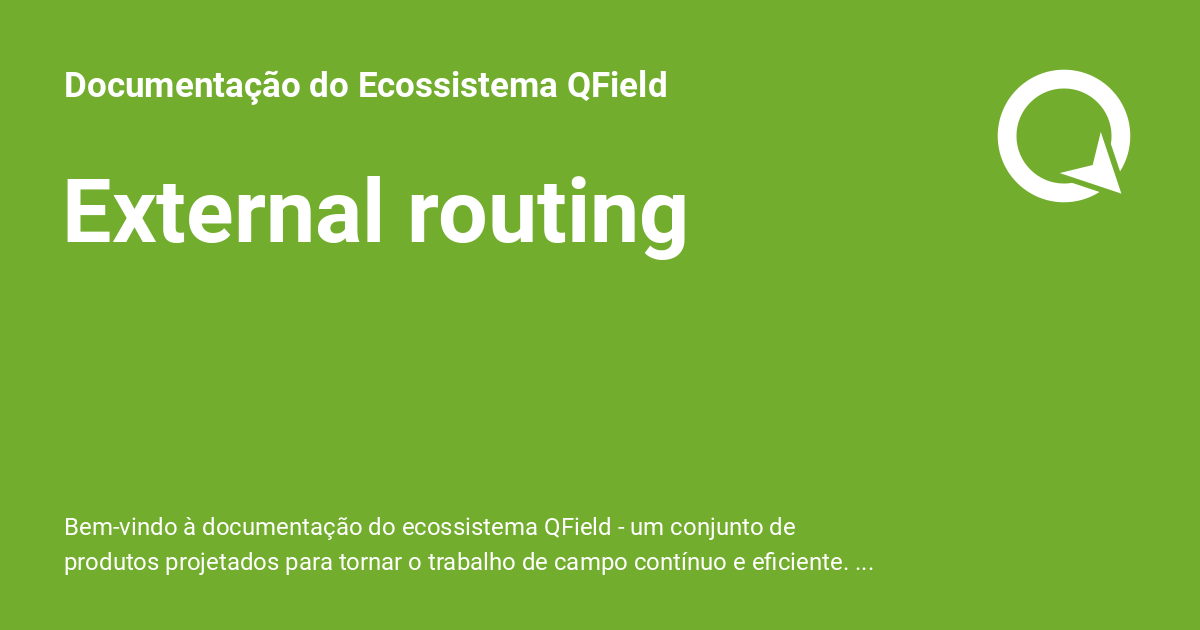 Documentação do Ecossistema QField
External routing
Bem-vindo à documentação do ecossistema QField - um conjunto de
produtos projetados para tornar o trabalho de campo contínuo e eficiente. ...